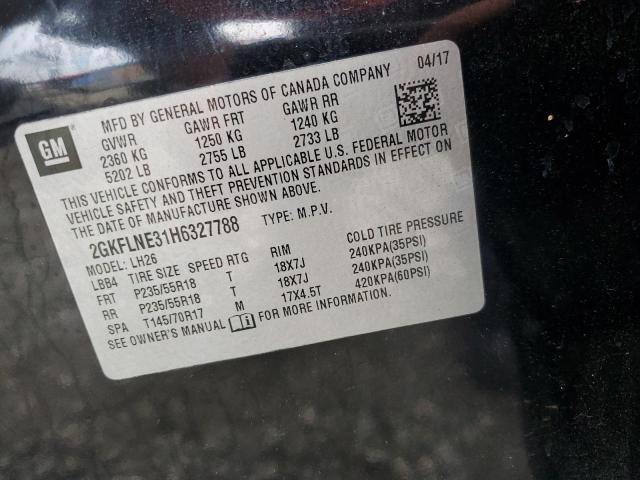 GM
MFD BY GENERAL MOTORS OF CANADA COMPANY 04/17
GVWR GAWR FRT GAWR RR
2360 KG 1250 KG 1240 KG
5202 LB 2755 LB 2733 LB
THIS VEHICLE CONFORMS TO ALL APPLICABLE U.S. FEDERAL MOTOR
VEHICLE SAFETY AND THEFT PREVENTION STANDARDS IN EFFECT ON
THE DATE OF MANUFACTURE SHOWN ABOVE.
2GKFLNE31H6327788 TYPE: M.P.V.
MODEL: LH26
LBB4 TIRE SIZE SPEED RTG RIM COLD TIRE PRESSURE
FRT P235/55R18 T 18X7J 240KPA(35PSI)
RR P235/55R18 T 18X7J 240KPA(35PSI)
SPA T145/70R17 M 17X4.5T 420KPA(60PSI)
SEE OWNER'S MANUAL FOR MORE INFORMATION.